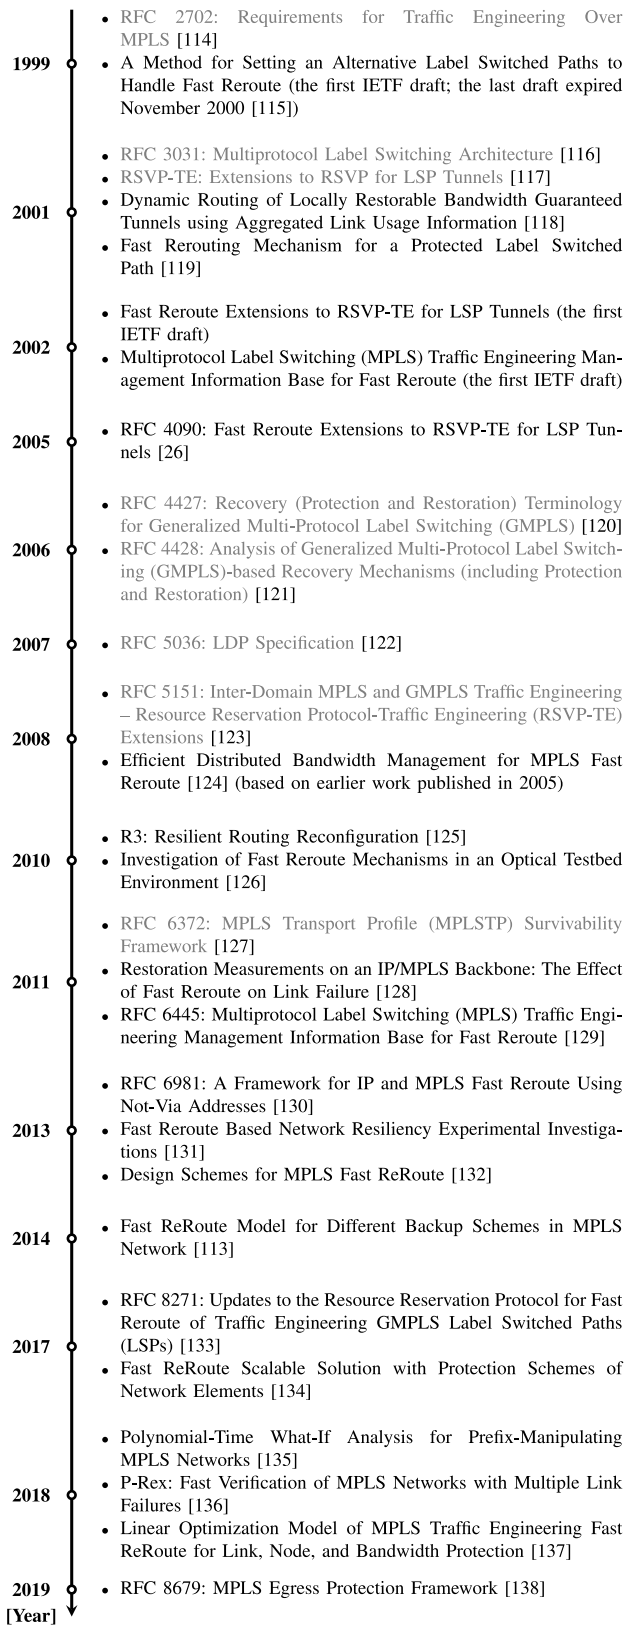 • RFC 2702: Requirements for Traffic Engineering Over
MPLS [114]
1999
• A Method for Setting an Alternative Label Switched Paths to
Handle Fast Reroute (the first IETF draft; the last draft expired
November 2000 [115])
• RFC 3031: Multiprotocol Label Switching Architecture [116]
• RSVP-TE: Extensions to RSVP for LSP Tunnels [117]
• Dynamic Routing of Locally Restorable Bandwidth Guaranteed
2001
Tunnels using Aggregated Link Usage Information [118]
• Fast Rerouting Mechanism for a Protected Label Switched
Path [119]
• Fast Reroute Extensions to RSVP-TE for LSP Tunnels (the first
IETF draft)
2002
• Multiprotocol Label Switching (MPLS) Traffic Engineering Man-
agement Information Base for Fast Reroute (the first IETF draft)
2005
• RFC 4090: Fast Reroute Extensions to RSVP-TE for LSP Tun-
nels [26]
• RFC 4427: Recovery (Protection and Restoration) Terminology
for Generalized Multi-Protocol Label Switching (GMPLS) [120]
2006
• RFC 4428: Analysis of Generalized Multi-Protocol Label Switch-
ing (GMPLS)-based Recovery Mechanisms (including Protection
and Restoration) [121]
2007
• RFC 5036: LDP Specification [122]
• RFC 5151: Inter-Domain MPLS and GMPLS Traffic Engineering
– Resource Reservation Protocol-Traffic Engineering (RSVP-TE)
2008
Extensions [123]
• Efficient Distributed Bandwidth Management for MPLS Fast
Reroute [124] (based on earlier work published in 2005)
• R3: Resilient Routing Reconfiguration [125]
2010
• Investigation of Fast Reroute Mechanisms in an Optical Testbed
Environment [126]
• RFC 6372: MPLS Transport Profile (MPLSTP) Survivability
Framework [127]
2011
• Restoration Measurements on an IP/MPLS Backbone: The Effect
of Fast Reroute on Link Failure [128]
• RFC 6445: Multiprotocol Label Switching (MPLS) Traffic Engi-
neering Management Information Base for Fast Reroute [129]
• RFC 6981: A Framework for IP and MPLS Fast Reroute Using
Not-Via Addresses [130]
2013
• Fast Reroute Based Network Resiliency Experimental Investiga-
tions [131]
• Design Schemes for MPLS Fast ReRoute [132]
2014
• Fast ReRoute Model for Different Backup Schemes in MPLS
Network [113]
• RFC 8271: Updates to the Resource Reservation Protocol for Fast
Reroute of Traffic Engineering GMPLS Label Switched Paths
2017
(LSPs) [133]
• Fast ReRoute Scalable Solution with Protection Schemes of
Network Elements [134]
• Polynomial-Time What-If Analysis for Prefix-Manipulating
MPLS Networks [135]
2018
• P-Rex: Fast Verification of MPLS Networks with Multiple Link
Failures [136]
• Linear Optimization Model of MPLS Traffic Engineering Fast
ReRoute for Link, Node, and Bandwidth Protection [137]
2019
• RFC 8679: MPLS Egress Protection Framework [138]
[Year]